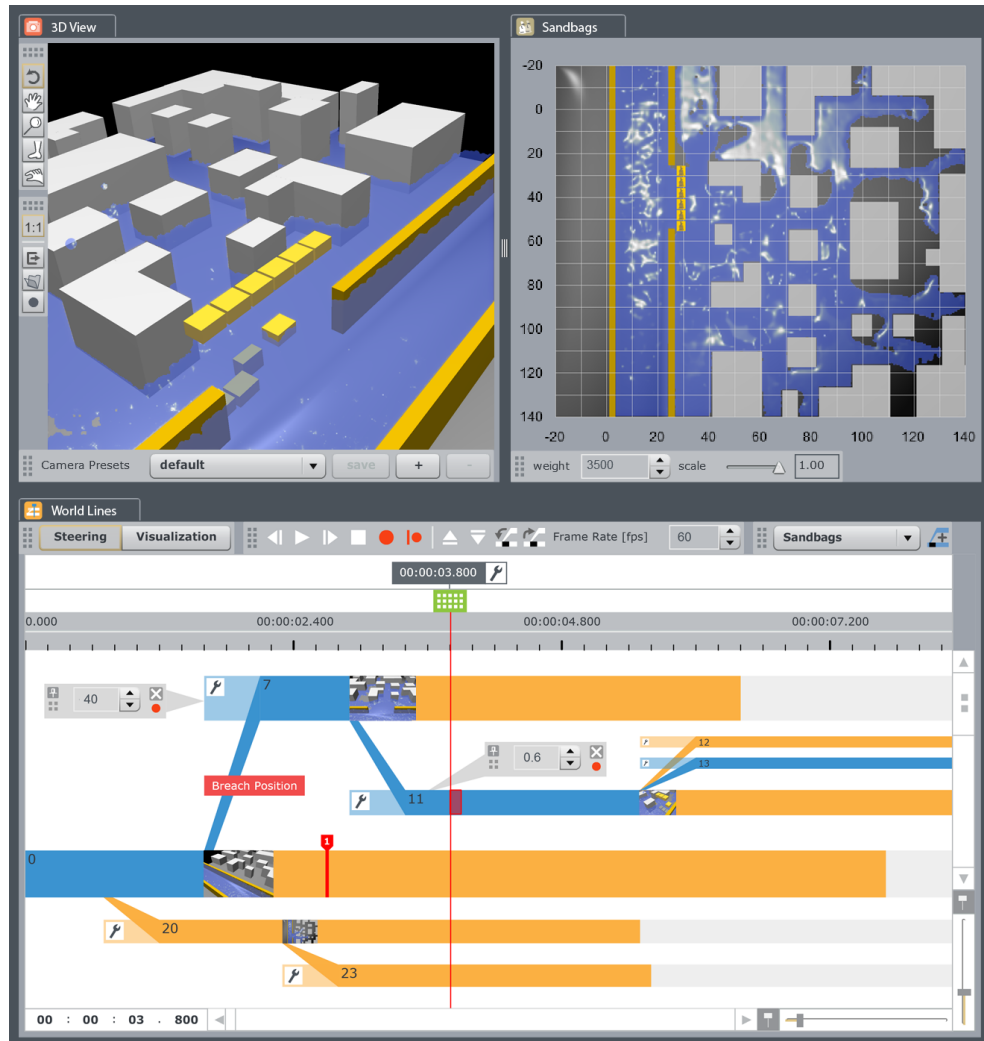 3D View
1:1
Camera Presets default save + -
Sandbags
-20
0
20
40
60
80
100
120
140
-20 0 20 40 60 80 100 120 140
weight 3500 scale 1.00
World Lines
Steering Visualization Frame Rate [fps] 60 Sandbags
00:00:03.800
0.000 00:00:02.400 00:00:04.800 00:00:07.200
40 7
12
0.6
13
Breach Position 11
1
0
20
23
00 : 00 : 03 . 800